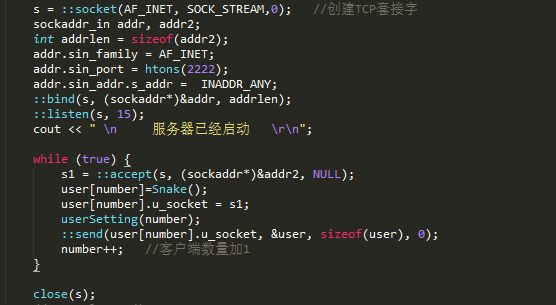 s = ::socket(AF_INET, SOCK_STREAM,0);   //创建TCP套接字
sockaddr_in addr, addr2;
int addrlen = sizeof(addr2);
addr.sin_family = AF_INET;
addr.sin_port = htons(2222);
addr.sin_addr.s_addr =  INADDR_ANY;
::bind(s, (sockaddr*)&addr, addrlen);
::listen(s, 15);
cout << " \n     服务器已经启动   \r\n";
while (true) {
    s1 = ::accept(s, (sockaddr*)&addr2, NULL);
    user[number]=Snake();
    user[number].u_socket = s1;
    userSetting(number);
    ::send(user[number].u_socket, &user, sizeof(user), 0);
    number++;   //客户端数量加1
}
close(s);